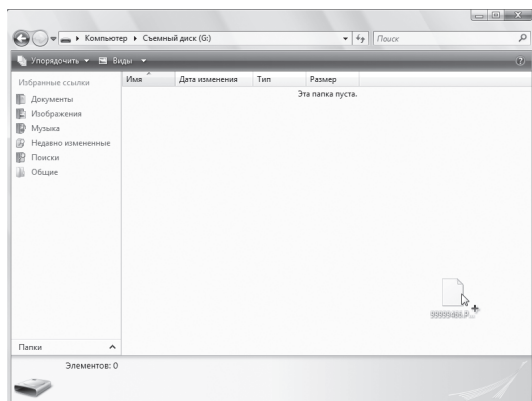 Компьютер ▸ Съемный диск (G:)
Поиск
Упорядочить Виды
Избранные ссылки
Имя Дата изменения Тип Размер
Эта папка пуста.
Документы
Изображения
Музыка
Недавно измененные
Поиски
Общие
Папки
Элементов: 0